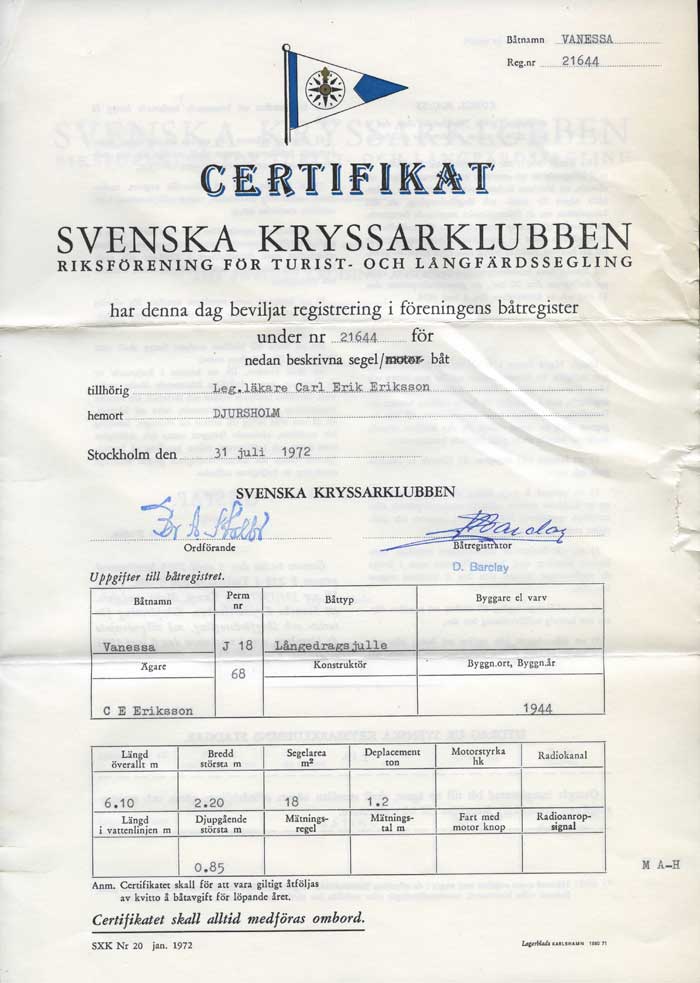 Båtnamn VANESSA
Reg.nr 21644
CERTIFIKAT
SVENSKA KRYSSARKLUBBEN
RIKSFÖRENING FÖR TURIST- OCH LÅNGFÄRDSSEGLING
har denna dag beviljat registrering i föreningens båtregister
under nr 21644 för
nedan beskrivna segel/motor- båt
tillhörig Leg.läkare Carl Erik Eriksson
hemort DJURSHOLM
Stockholm den 31 juli 1972
SVENSKA KRYSSARKLUBBEN
Barclay
Ordförande Båtregistrator
D. Barclay
Uppgifter till båtregistret.
Båtnamn Perm nr Båttyp Byggare el varv
Vanessa J 18 Långedragsjulle
Ägare 68 Konstruktör Byggn.ort, Byggn.år
C E Eriksson 1944
Längd överallt m Bredd största m Segelarea m² Deplacement ton Motorstyrka hk Radiokanal
6.10 2.20 18 1.2
Längd i vattenlinjen m Djupgående största m Mätnings- regel Mätnings- tal m Fart med motor knop Radioanrop- signal
0.85
M A-H
Anm. Certifikatet skall för att vara giltigt åtföljas
av kvitto å båtavgift för löpande året.
Certifikatet skall alltid medföras ombord.
SXK Nr 20 jan. 1972 Lagerblads KARLSHAMN 1580 71